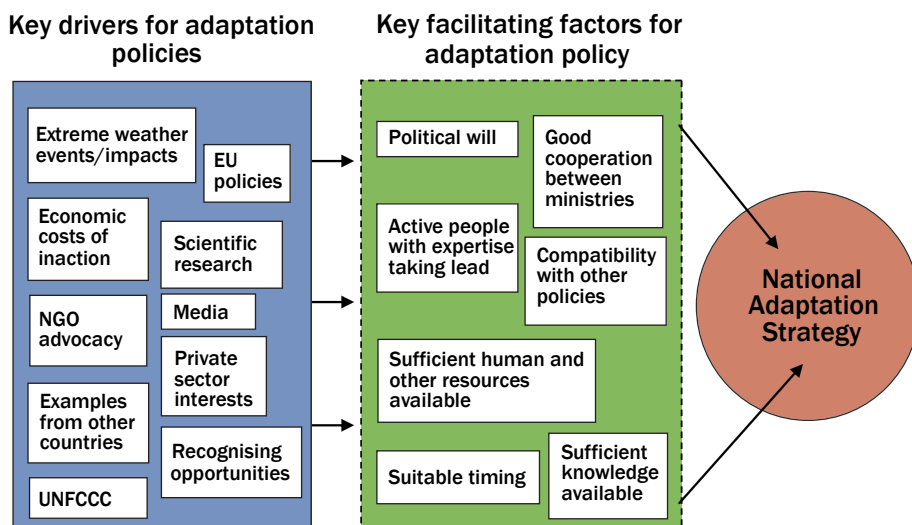 Key drivers for adaptation
policies
Extreme weather
events/impacts
EU
policies
Economic
costs of
inaction
Scientific
research
NGO
advocacy
Media
Private
sector
interests
Examples
from other
countries
Recognising
opportunities
UNFCCC
Key facilitating factors for
adaptation policy
Political will
Good
cooperation
between
ministries
Active people
with expertise
taking lead
Compatibility
with other
policies
Sufficient human and
other resources
available
Suitable timing
Sufficient
knowledge
available
National
Adaptation
Strategy